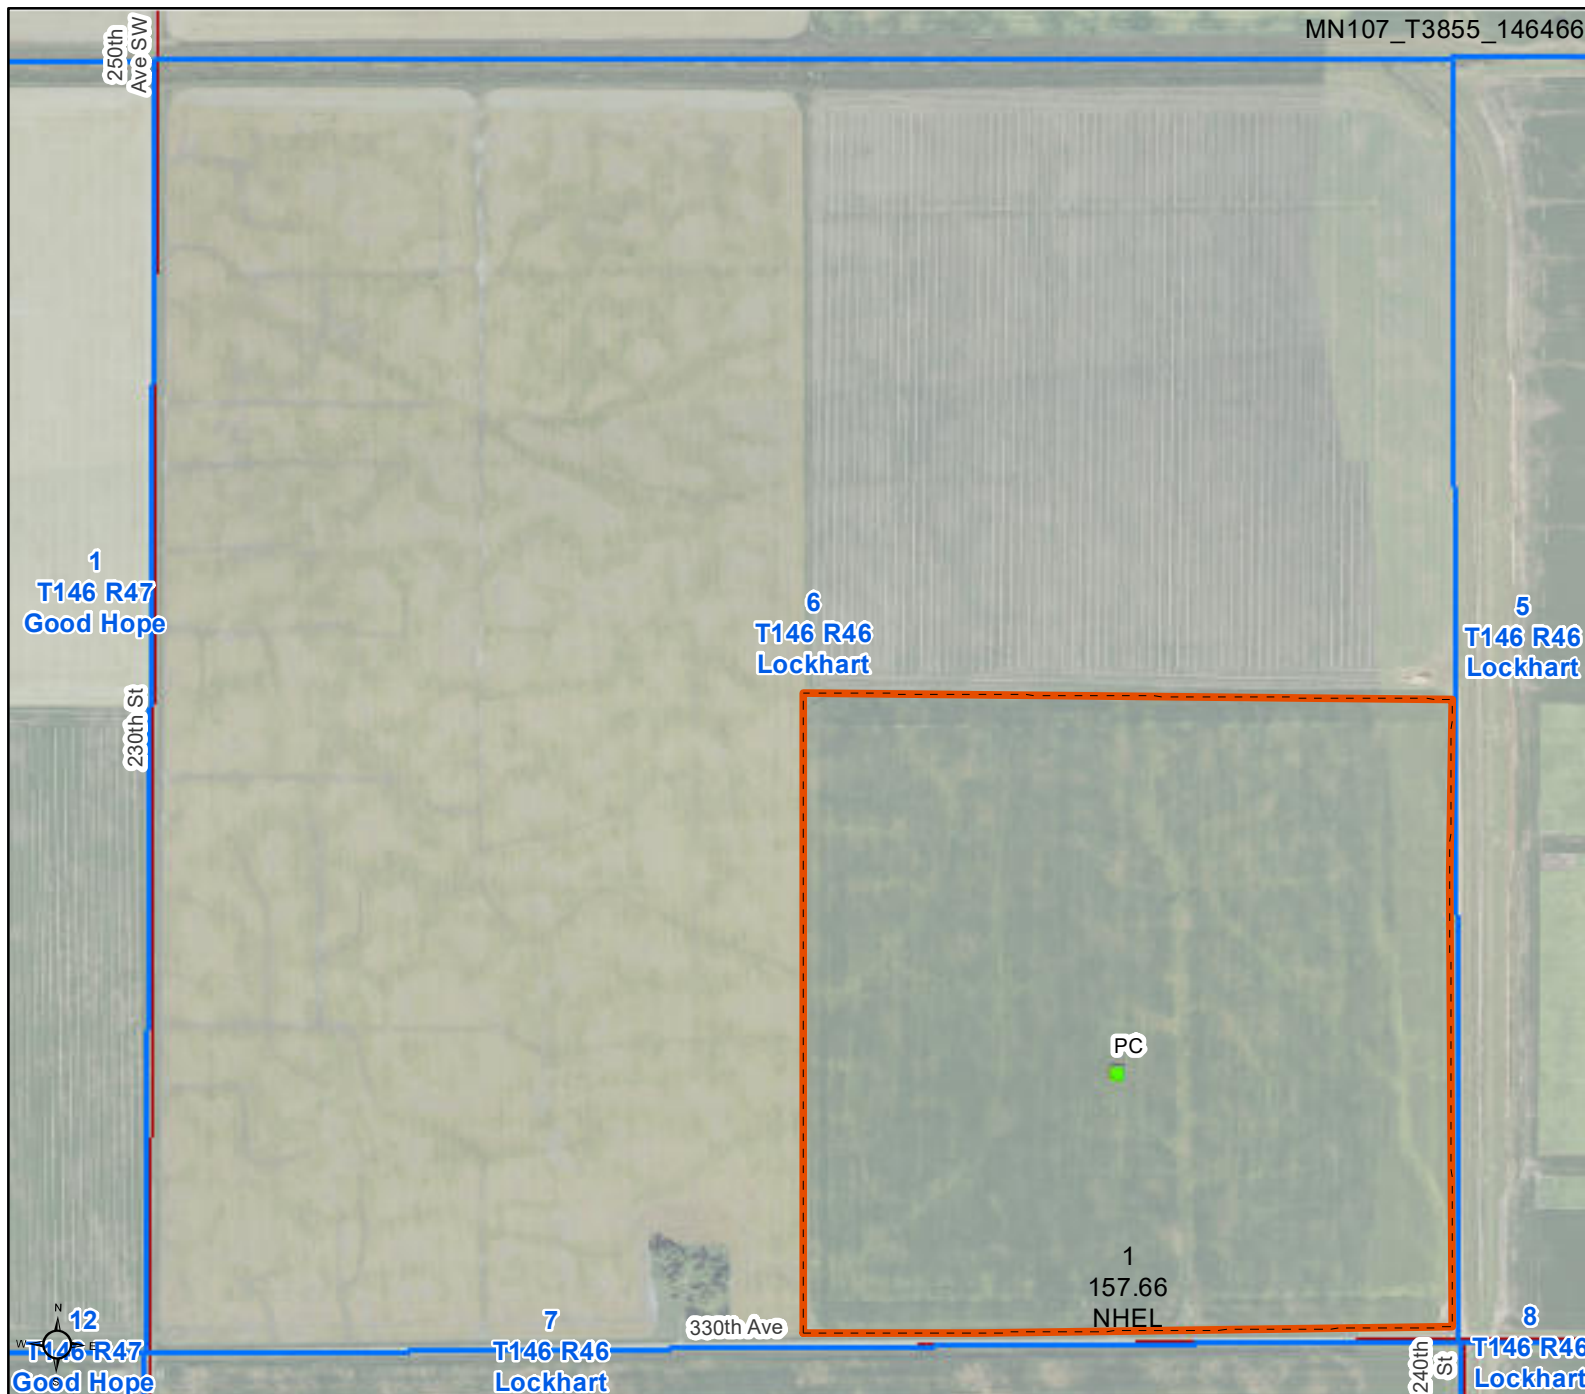 MN107_T3855_146466
250th
Ave SW
1
T146 R47
Good Hope
6
T146 R46
Lockhart
5
T146 R46
Lockhart
230th St
PC
1
157.66
NHEL
330th Ave
N
W
E
S
12
T146 R47
Good Hope
7
T146 R46
Lockhart
240th
St
8
T146 R46
Lockhart